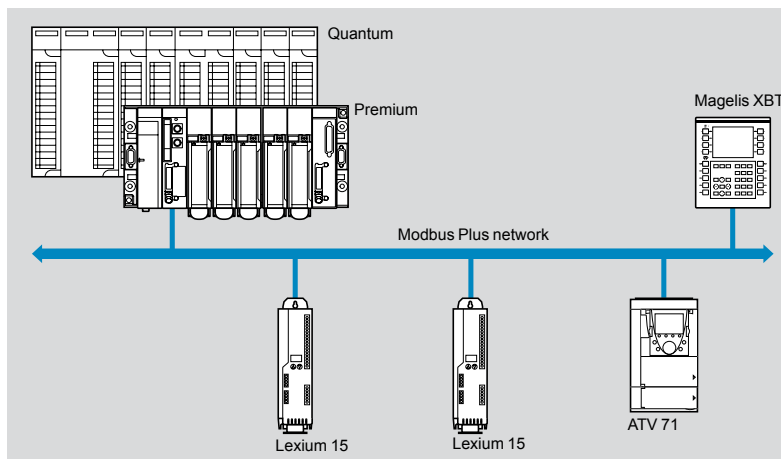 Quantum
Premium
Magelis XBT
Modbus Plus network
Lexium 15
Lexium 15
ATV 71